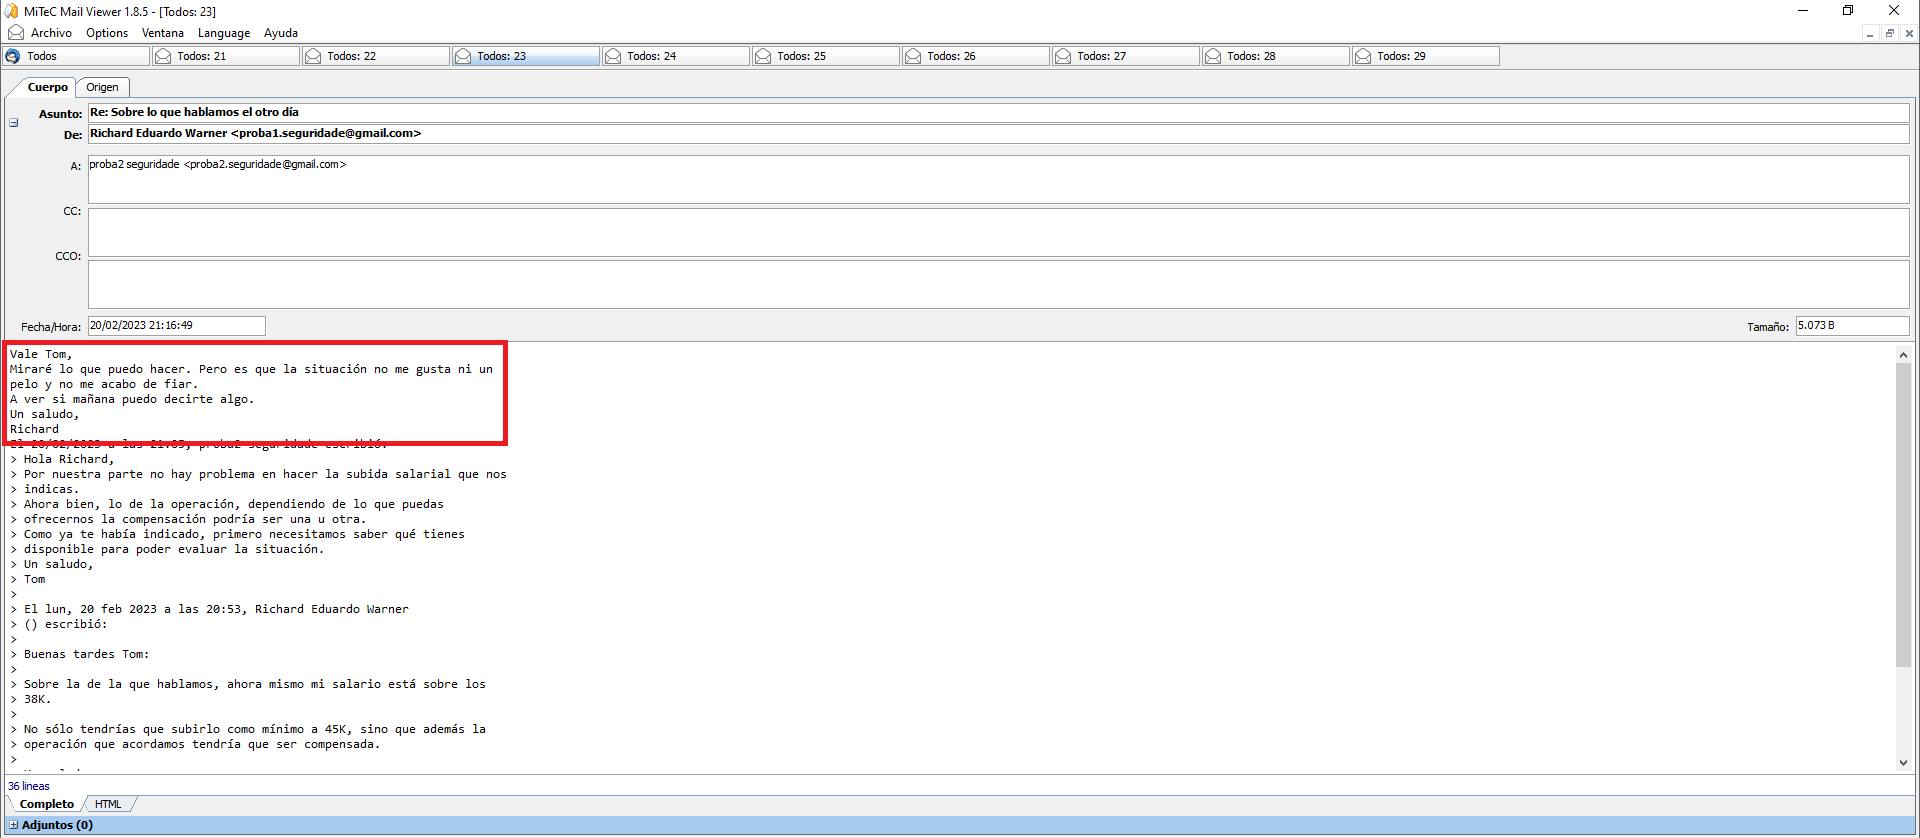 MiTeC Mail Viewer 1.8.5 - [Todos: 23]
Archivo Options Ventana Language Ayuda
Todos Todos: 21 Todos: 22 Todos: 23 Todos: 24 Todos: 25 Todos: 26 Todos: 27 Todos: 28 Todos: 29
Cuerpo Origen
Asunto: Re: Sobre lo que hablamos el otro día
De: Richard Eduardo Warner <proba1.seguridade@gmail.com>
A: proba2 seguridade <proba2.seguridade@gmail.com>
CC:
CCO:
Fecha/Hora: 20/02/2023 21:16:49 Tamaño: 5.073 B
Vale Tom,
Miraré lo que puedo hacer. Pero es que la situación no me gusta ni un
pelo y no me acabo de fiar.
A ver si mañana puedo decirte algo.
Un saludo,
Richard
El 20/02/2023 a las 21:05, proba2 seguridade escribió:
> Hola Richard,
> Por nuestra parte no hay problema en hacer la subida salarial que nos
> indicas.
> Ahora bien, lo de la operación, dependiendo de lo que puedas
> ofrecernos la compensación podría ser una u otra.
> Como ya te había indicado, primero necesitamos saber qué tienes
> disponible para poder evaluar la situación.
> Un saludo,
> Tom
>
> El lun, 20 feb 2023 a las 20:53, Richard Eduardo Warner
> () escribió:
>
> Buenas tardes Tom:
>
> Sobre la de la que hablamos, ahora mismo mi salario está sobre los
> 38K.
>
> No sólo tendrías que subirlo como mínimo a 45K, sino que además la
> operación que acordamos tendría que ser compensada.
>
36 lineas
Completo HTML
Adjuntos (0)